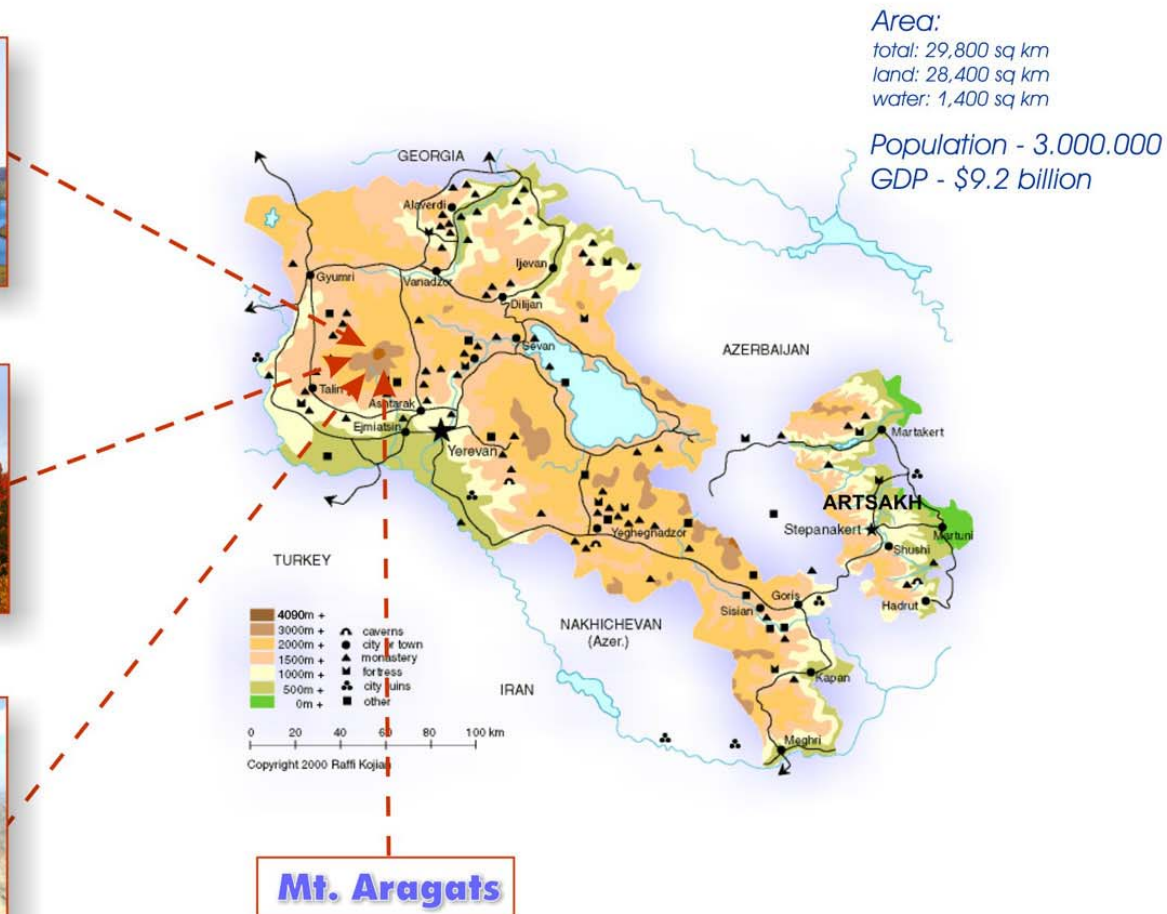 Area:
total: 29,800 sq km
land: 28,400 sq km
water: 1,400 sq km
Population - 3.000.000
GDP - $9.2 billion
GEORGIA
Alaverdi
Gyumri
Vanadzor
Ijevan
Dilijan
Sevan
AZERBAIJAN
Talin
Ashtarak
Ejmiatsin
Yerevan
Martakert
ARTSAKH
Stepanakert
Martuni
Shushi
Yeghegnadzor
TURKEY
Goris
Sisian
Hadrut
NAKHICHEVAN
(Azer.)
4090m +
3000m + caverns
2000m + city or town
1500m + monastery
1000m + fortress
500m + city ruins
0m + other
IRAN
Kapan
0 20 40 60 80 100 km
Meghri
Copyright 2000 Raffi Kojian
Mt. Aragats